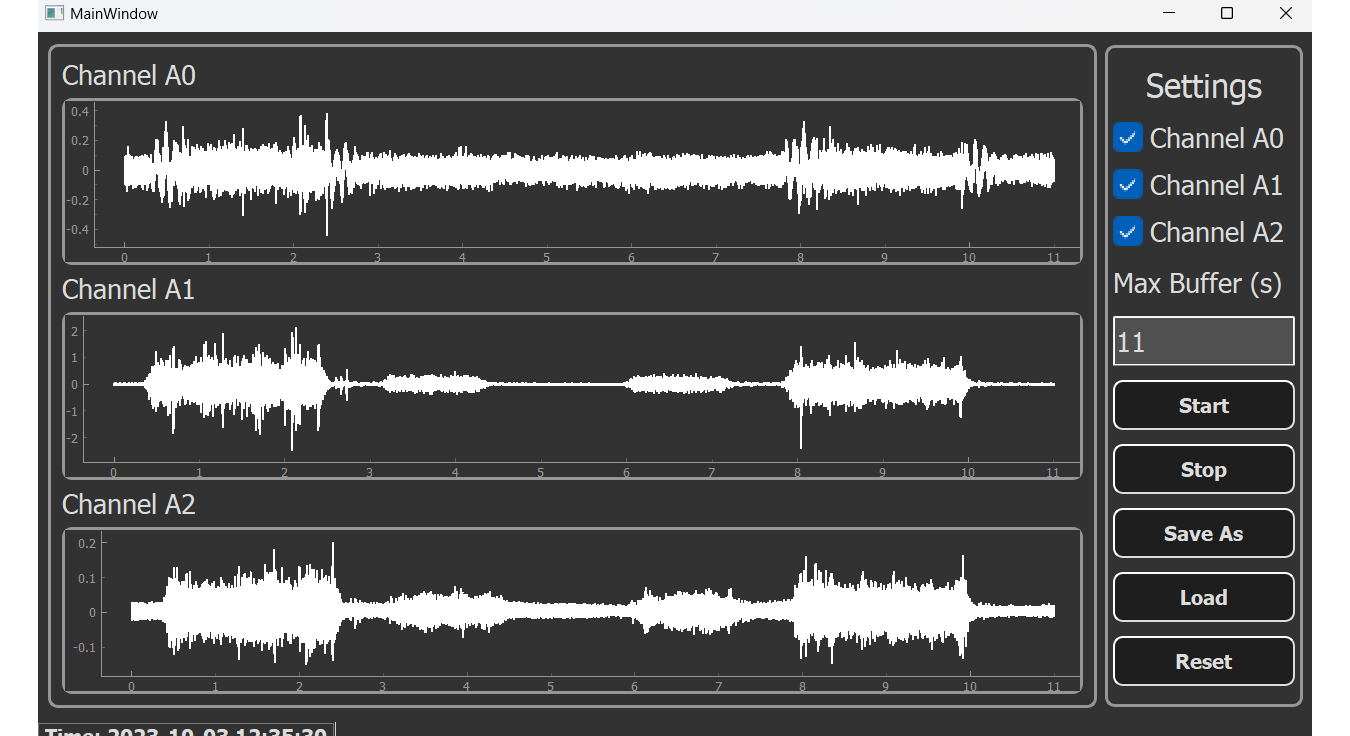 MainWindow
Channel A0
0.4
0.2
0
-0.2
-0.4
0 1 2 3 4 5 6 7 8 9 10 11
Channel A1
2
1
0
-1
-2
0 1 2 3 4 5 6 7 8 9 10 11
Channel A2
0.2
0.1
0
-0.1
0 1 2 3 4 5 6 7 8 9 10 11
Settings
Channel A0
Channel A1
Channel A2
Max Buffer (s)
11
Start
Stop
Save As
Load
Reset
Time: 2023-10-03 12:35:30